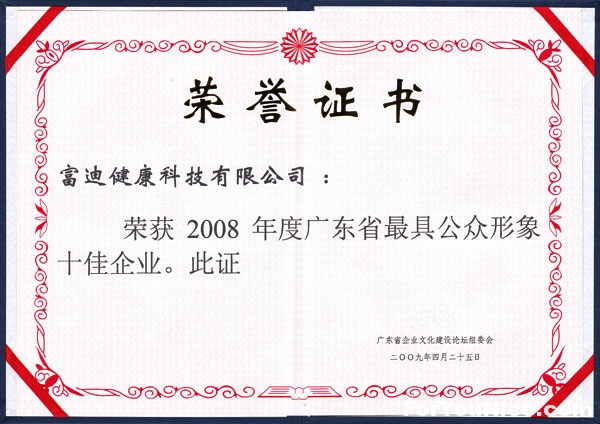 荣誉证书
富迪健康科技有限公司：
荣获 2008 年度广东省最具公众形象
十佳企业。此证
广东省企业文化建设论坛组委会
二〇〇九年四月二十五日